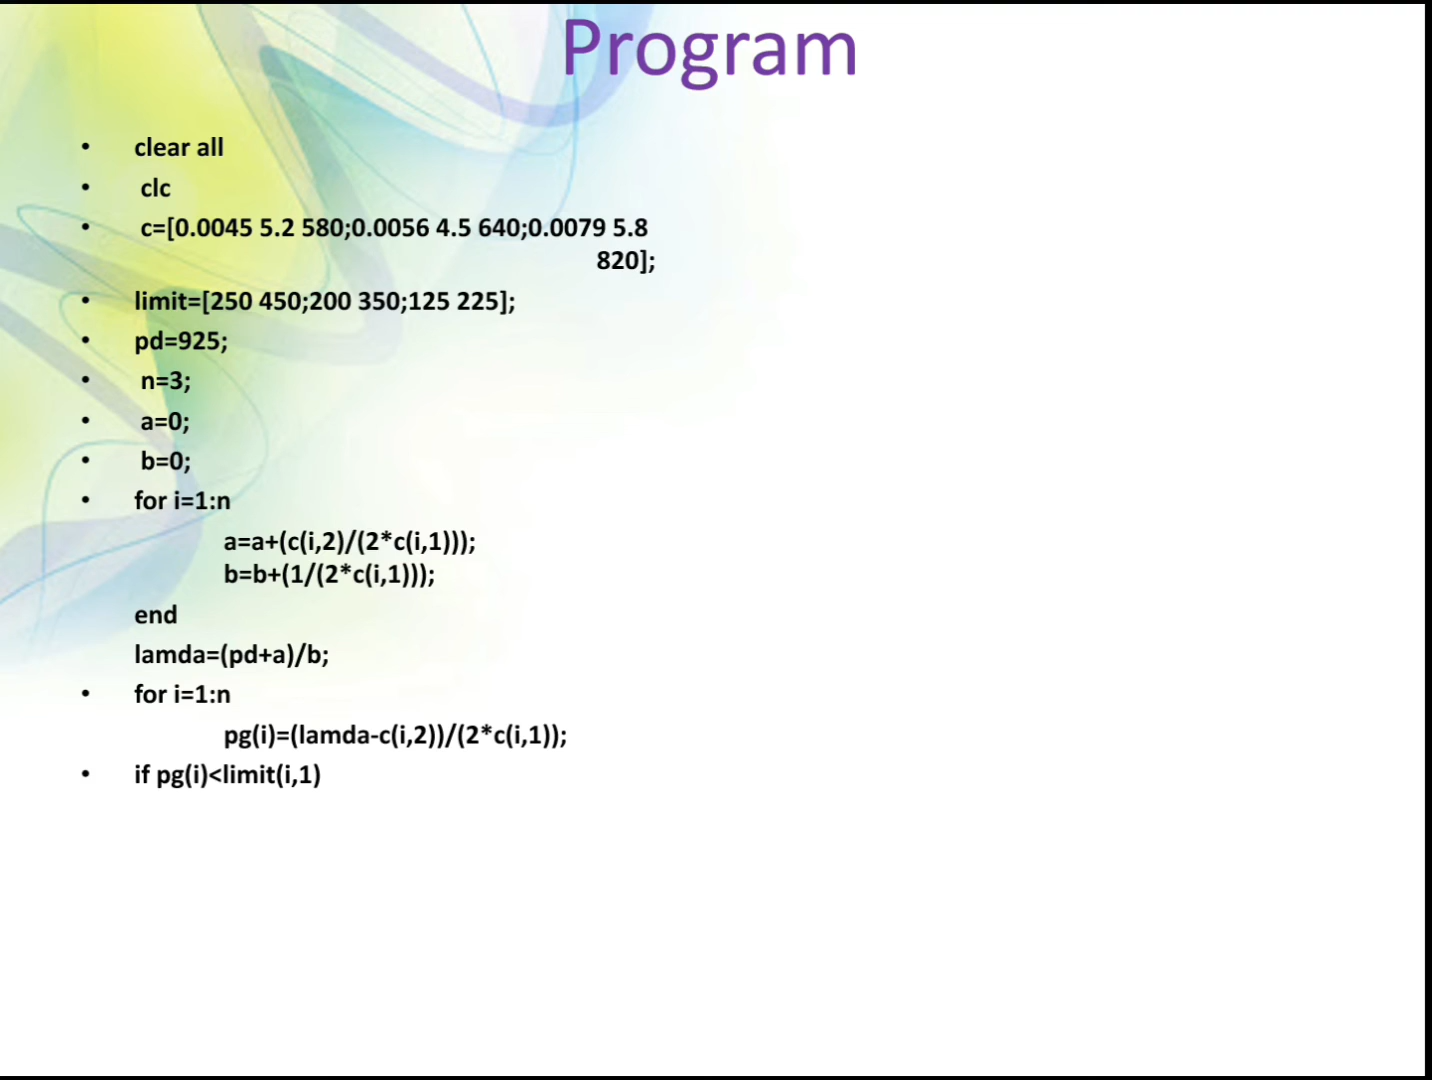 Program
• clear all
• clc
• c=[0.0045 5.2 580;0.0056 4.5 640;0.0079 5.8
820];
• limit=[250 450;200 350;125 225];
• pd=925;
• n=3;
• a=0;
• b=0;
• for i=1:n
a=a+(c(i,2)/(2*c(i,1)));
b=b+(1/(2*c(i,1)));
end
lamda=(pd+a)/b;
• for i=1:n
pg(i)=(lamda-c(i,2))/(2*c(i,1));
• if pg(i)<limit(i,1)